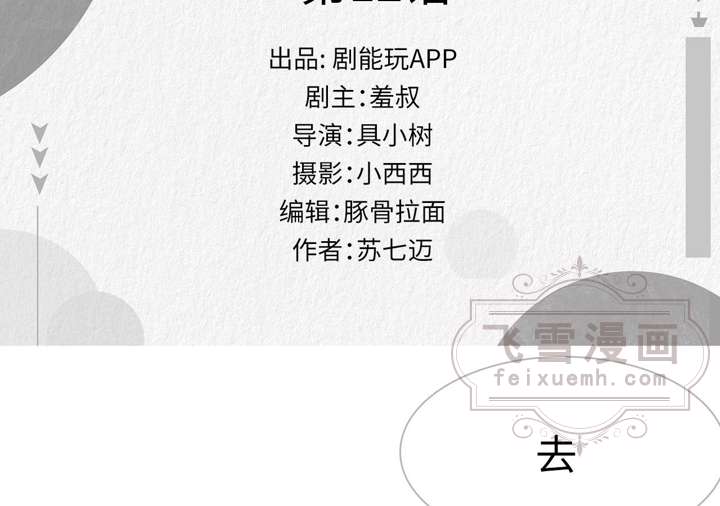 出品: 剧能玩APP
剧主:羞叔
导演:具小树
摄影:小西西
编辑:豚骨拉面
作者:苏七迈
飞雪漫画
feixuemh.com
去